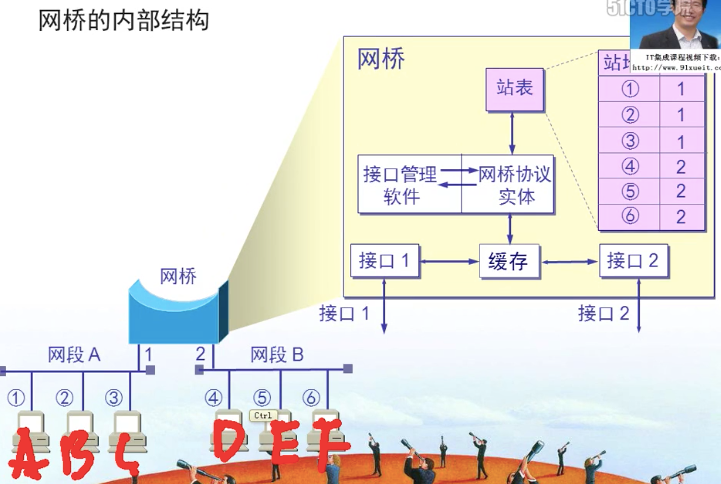 网桥的内部结构
51CTO学院
IT集成课程视频下载:
http://www.91xueit.com
网桥
站表
站地
① 1
② 1
③ 1
④ 2
⑤ 2
⑥ 2
接口管理
软件
网桥协议
实体
接口 1
缓存
接口 2
接口 1
接口 2
网桥
网段 A
1
2
网段 B
① ② ③ ④ ⑤ ⑥
Ctrl
A B C D E F